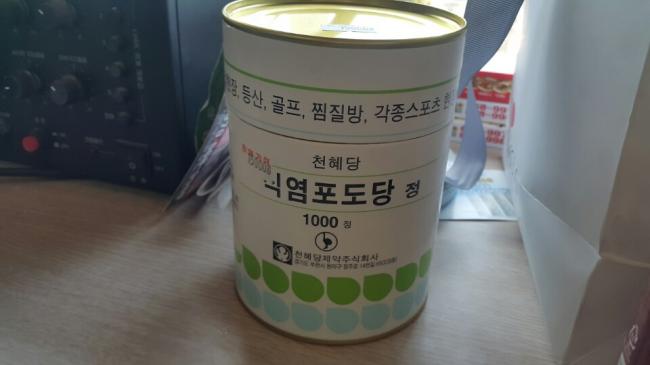 등산, 골프, 찜질방, 각종스포츠
천혜당
염포도당 정
1000 정
천혜당제약주식회사